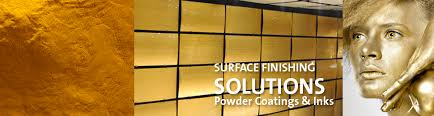 SURFACE FINISHING
SOLUTIONS
Powder Coatings & Inks